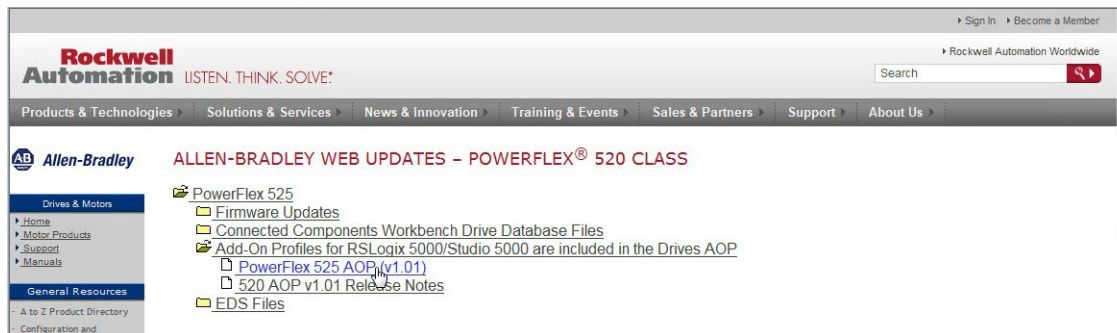 Sign In Become a Member
Rockwell Automation Worldwide
Rockwell
Automation LISTEN. THINK. SOLVE.®
Search
Products & Technologies Solutions & Services News & Innovation Training & Events Sales & Partners Support About Us
AB Allen-Bradley
ALLEN-BRADLEY WEB UPDATES – POWERFLEX® 520 CLASS
PowerFlex 525
Firmware Updates
Connected Components Workbench Drive Database Files
Add-On Profiles for RSLogix 5000/Studio 5000 are included in the Drives AOP
PowerFlex 525 AOP (v1.01)
520 AOP v1.01 Release Notes
EDS Files
Drives & Motors
Home
Motor Products
Support
Manuals
General Resources
- A to Z Product Directory
- Configuration and